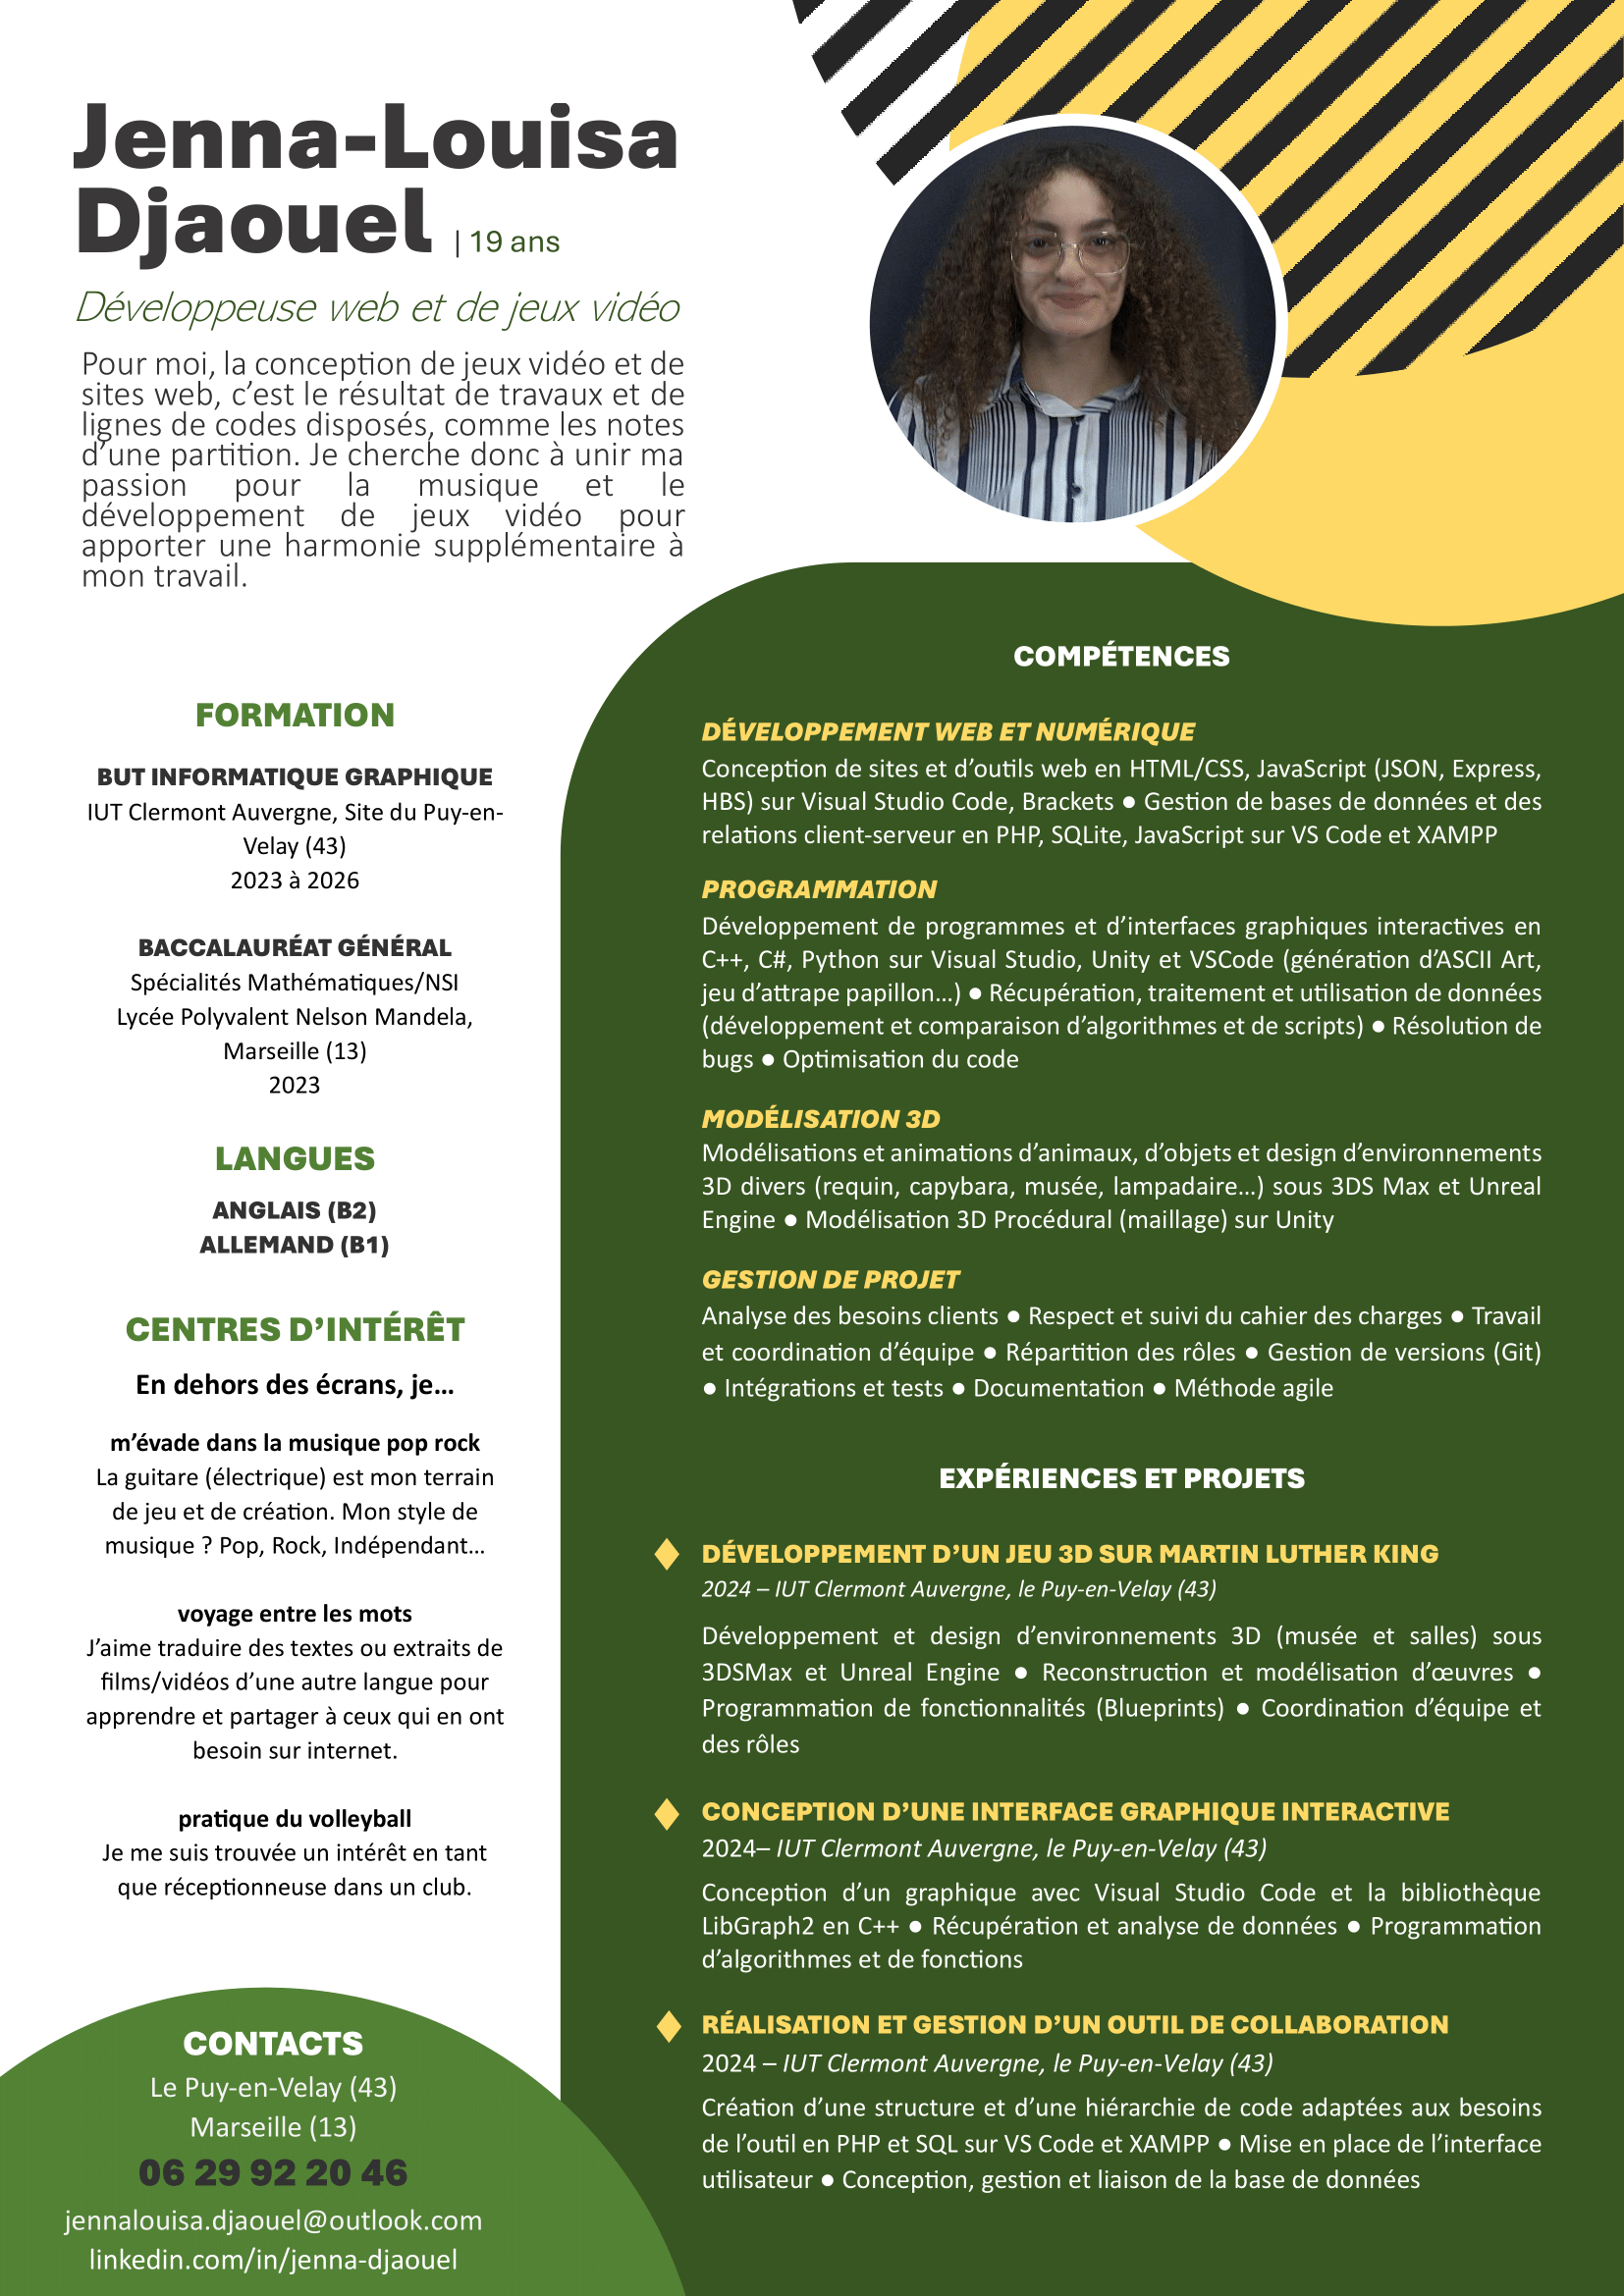 Jenna-Louisa
Djaouel | 19 ans
Développeuse web et de jeux vidéo
Pour moi, la conception de jeux vidéo et de
sites web, c’est le résultat de travaux et de
lignes de codes disposés, comme les notes
d’une partition. Je cherche donc à unir ma
passion pour la musique et le
développement de jeux vidéo pour
apporter une harmonie supplémentaire à
mon travail.
FORMATION
BUT INFORMATIQUE GRAPHIQUE
IUT Clermont Auvergne, Site du Puy-en-
Velay (43)
2023 à 2026
BACCALAURÉAT GÉNÉRAL
Spécialités Mathématiques/NSI
Lycée Polyvalent Nelson Mandela,
Marseille (13)
2023
LANGUES
ANGLAIS (B2)
ALLEMAND (B1)
CENTRES D’INTÉRÊT
En dehors des écrans, je…
m’évade dans la musique pop rock
La guitare (électrique) est mon terrain
de jeu et de création. Mon style de
musique ? Pop, Rock, Indépendant…
voyage entre les mots
J’aime traduire des textes ou extraits de
films/vidéos d’une autre langue pour
apprendre et partager à ceux qui en ont
besoin sur internet.
pratique du volleyball
Je me suis trouvée un intérêt en tant
que réceptionneuse dans un club.
CONTACTS
Le Puy-en-Velay (43)
Marseille (13)
06 29 92 20 46
jennalouisa.djaouel@outlook.com
linkedin.com/in/jenna-djaouel
COMPÉTENCES
DÉVELOPPEMENT WEB ET NUMÉRIQUE
Conception de sites et d’outils web en HTML/CSS, JavaScript (JSON, Express,
HBS) sur Visual Studio Code, Brackets ● Gestion de bases de données et des
relations client-serveur en PHP, SQLite, JavaScript sur VS Code et XAMPP
PROGRAMMATION
Développement de programmes et d’interfaces graphiques interactives en
C++, C#, Python sur Visual Studio, Unity et VSCode (génération d’ASCII Art,
jeu d’attrape papillon…) ● Récupération, traitement et utilisation de données
(développement et comparaison d’algorithmes et de scripts) ● Résolution de
bugs ● Optimisation du code
MODÉLISATION 3D
Modélisations et animations d’animaux, d’objets et design d’environnements
3D divers (requin, capybara, musée, lampadaire…) sous 3DS Max et Unreal
Engine ● Modélisation 3D Procédural (maillage) sur Unity
GESTION DE PROJET
Analyse des besoins clients ● Respect et suivi du cahier des charges ● Travail
et coordination d’équipe ● Répartition des rôles ● Gestion de versions (Git)
● Intégrations et tests ● Documentation ● Méthode agile
EXPÉRIENCES ET PROJETS
DÉVELOPPEMENT D’UN JEU 3D SUR MARTIN LUTHER KING
2024 – IUT Clermont Auvergne, le Puy-en-Velay (43)
Développement et design d’environnements 3D (musée et salles) sous
3DSMax et Unreal Engine ● Reconstruction et modélisation d’œuvres ●
Programmation de fonctionnalités (Blueprints) ● Coordination d’équipe et
des rôles
CONCEPTION D’UNE INTERFACE GRAPHIQUE INTERACTIVE
2024– IUT Clermont Auvergne, le Puy-en-Velay (43)
Conception d’un graphique avec Visual Studio Code et la bibliothèque
LibGraph2 en C++ ● Récupération et analyse de données ● Programmation
d’algorithmes et de fonctions
RÉALISATION ET GESTION D’UN OUTIL DE COLLABORATION
2024 – IUT Clermont Auvergne, le Puy-en-Velay (43)
Création d’une structure et d’une hiérarchie de code adaptées aux besoins
de l’outil en PHP et SQL sur VS Code et XAMPP ● Mise en place de l’interface
utilisateur ● Conception, gestion et liaison de la base de données